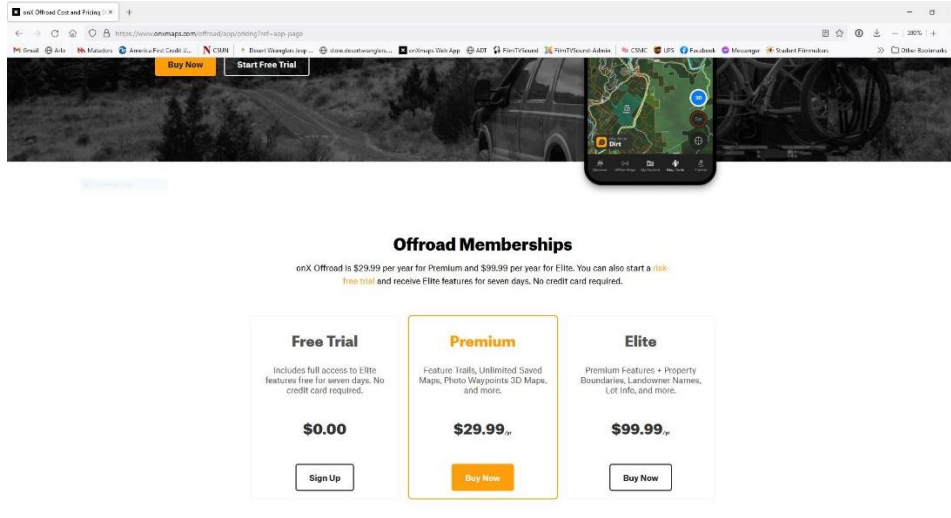 onX Offroad Cost and Pricing
https://www.onxmaps.com/offroad/app/pricing?ref=app-page
200%
Gmail Arlo Matadors America First Credit U... CSUN Desert Wranglers Jeep ... store.desertwranglers... onXmaps Web App ADT FilmTVSound FilmTVSound-Admin CSMC UPS Facebook Messenger Student Filmmakers Other Bookmarks
Buy Now Start Free Trial
3D
Dirt
Offroad Memberships
onX Offroad is $29.99 per year for Premium and $99.99 per year for Elite. You can also start a risk-
free trial and receive Elite features for seven days. No credit card required.
Free Trial
Includes full access to Elite
features free for seven days. No
credit card required.
$0.00
Sign Up
Premium
Feature Trails, Unlimited Saved
Maps, Photo Waypoints 3D Maps,
and more.
$29.99/yr
Buy Now
Elite
Premium Features + Property
Boundaries, Landowner Names,
Lot Info, and more.
$99.99/yr
Buy Now